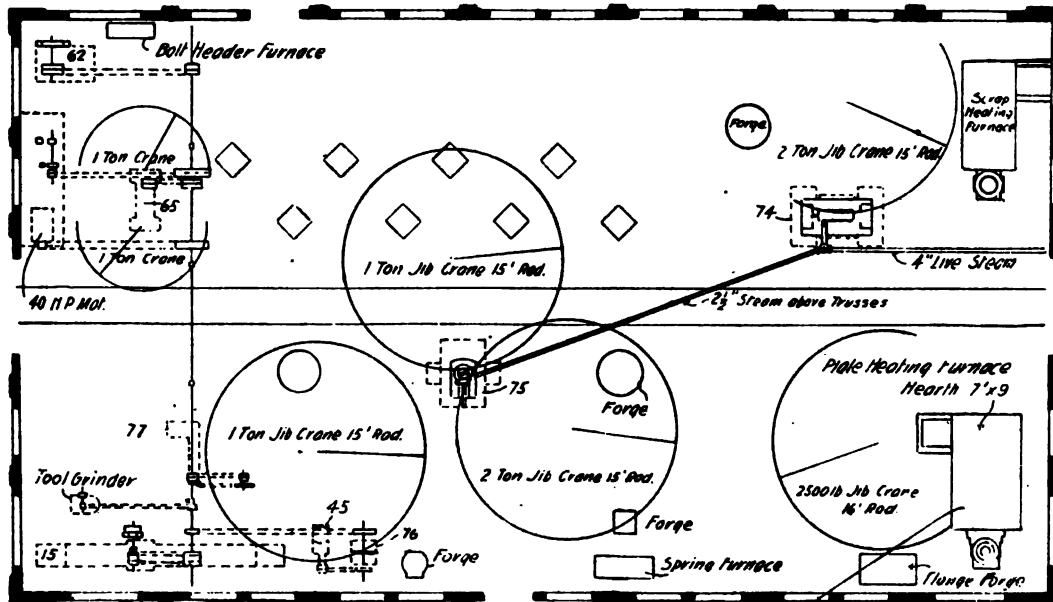 62
Bolt Header Furnace
Scrap
Heating
Furnace
Forge
1 Ton Crane
2 Ton Jib Crane 15' Rad.
65
74
1 Ton Crane
1 Ton Jib Crane 15' Rad.
4" Live Steam
40 H P Mot.
2½" Steam above Trusses
Plate Heating Furnace
Hearth 7'x9
75
Forge
77
1 Ton Jib Crane 15' Rad.
Tool Grinder
2 Ton Jib Crane 15' Rad.
2500 lb Jib Crane
16' Rad.
45
76
Forge
15
Forge
Spring Furnace
Flange Forge